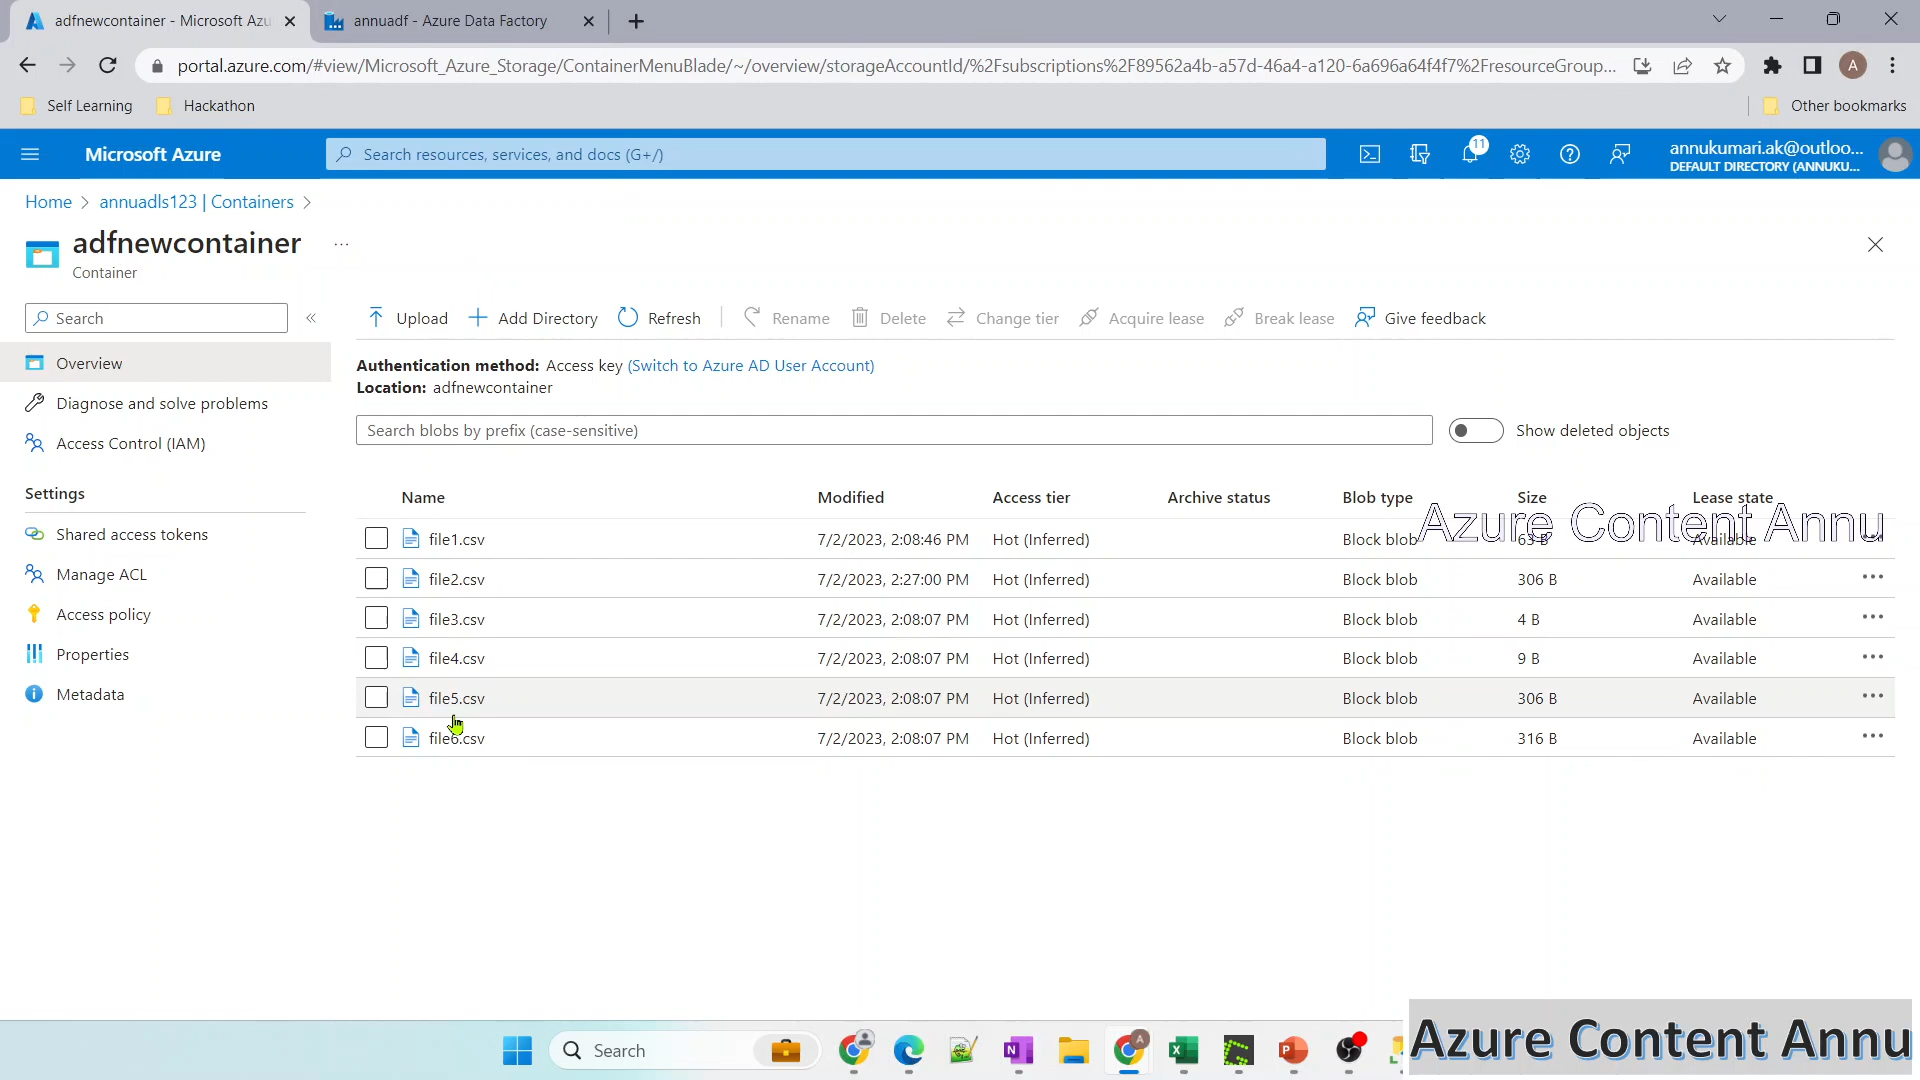 adfnewcontainer - Microsoft Azu
annuadf - Azure Data Factory
portal.azure.com/#view/Microsoft_Azure_Storage/ContainerMenuBlade/~/overview/storageAccountId/%2Fsubscriptions%2F89562a4b-a57d-46a4-a120-6a696a64f4f7%2FresourceGroup...
A
Self Learning
Hackathon
Other bookmarks
Microsoft Azure
Search resources, services, and docs (G+/)
11
annukumari.ak@outloo...
DEFAULT DIRECTORY (ANNUKU...
Home > annuadls123 | Containers >
adfnewcontainer ...
Container
Search
«
Upload
Add Directory
Refresh
Rename
Delete
Change tier
Acquire lease
Break lease
Give feedback
Overview
Diagnose and solve problems
Access Control (IAM)
Settings
Shared access tokens
Manage ACL
Access policy
Properties
Metadata
Authentication method: Access key (Switch to Azure AD User Account)
Location: adfnewcontainer
Search blobs by prefix (case-sensitive)
Show deleted objects
Name Modified Access tier Archive status Blob type Size Lease state
Azure Content Annu
file1.csv 7/2/2023, 2:08:46 PM Hot (Inferred) Block blob 63 B Available
file2.csv 7/2/2023, 2:27:00 PM Hot (Inferred) Block blob 306 B Available
file3.csv 7/2/2023, 2:08:07 PM Hot (Inferred) Block blob 4 B Available
file4.csv 7/2/2023, 2:08:07 PM Hot (Inferred) Block blob 9 B Available
file5.csv 7/2/2023, 2:08:07 PM Hot (Inferred) Block blob 306 B Available
file6.csv 7/2/2023, 2:08:07 PM Hot (Inferred) Block blob 316 B Available
Search
Azure Content Annu